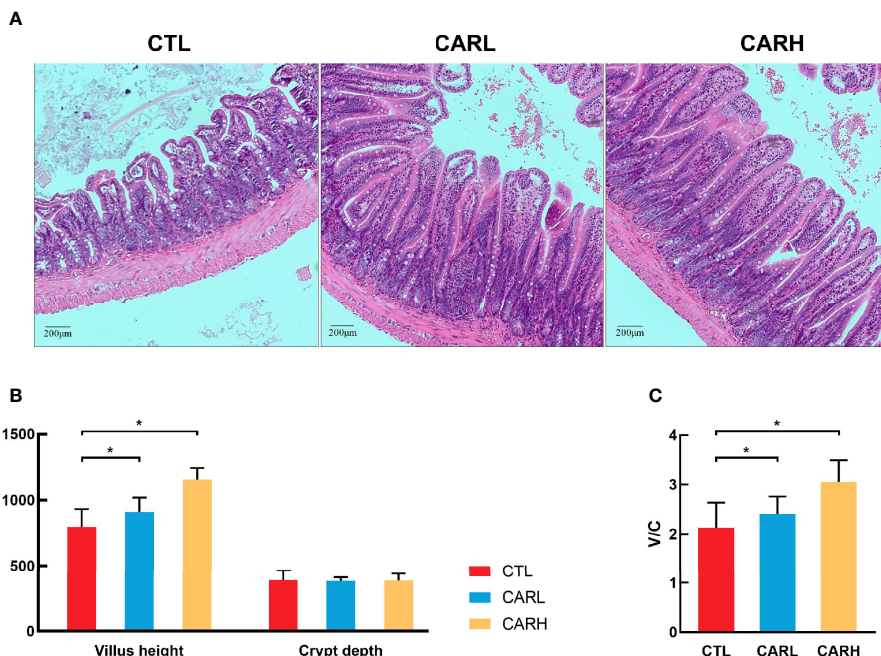 A
CTL CARL CARH
200μm 200μm 200μm
B
1500
1000
500
0
* *
Villus height Crypt depth
CTL
CARL
CARH
C
V/C
4
3
2
1
0
* *
CTL CARL CARH